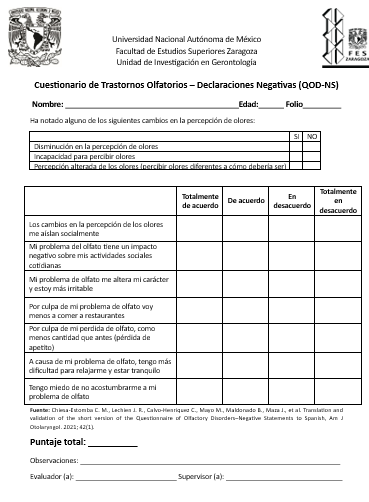 Universidad Nacional Autónoma de México
Facultad de Estudios Superiores Zaragoza
Unidad de Investigación en Gerontología
FES
ZARAGOZA
Cuestionario de Trastornos Olfatorios – Declaraciones Negativas (QOD-NS)
Nombre: Edad: Folio
Ha notado alguno de los siguientes cambios en la percepción de olores:
SI NO
Disminución en la percepción de olores
Incapacidad para percibir olores
Percepción alterada de los olores (percibir olores diferentes a cómo debería ser)
Totalmente de acuerdo De acuerdo En desacuerdo Totalmente en desacuerdo
Los cambios en la percepción de los olores
me aíslan socialmente
Mi problema del olfato tiene un impacto
negativo sobre mis actividades sociales
cotidianas
Mi problema de olfato me altera mi carácter
y estoy más irritable
Por culpa de mi problema de olfato voy
menos a comer a restaurantes
Por culpa de mi perdida de olfato, como
menos cantidad que antes (pérdida de
apetito)
A causa de mi problema de olfato, tengo más
dificultad para relajarme y estar tranquilo
Tengo miedo de no acostumbrarme a mi
problema de olfato
Fuente: Chiesa-Estomba C. M., Lechien J. R., Calvo-Henriquez C., Mayo M., Maldonado B., Maza J., et al. Translation and
validation of the short version of the Questionnaire of Olfactory Disorders–Negative Statements to Spanish, Am J
Otolaryngol. 2021; 42(1).
Puntaje total:
Observaciones:
Evaluador (a): Supervisor (a):